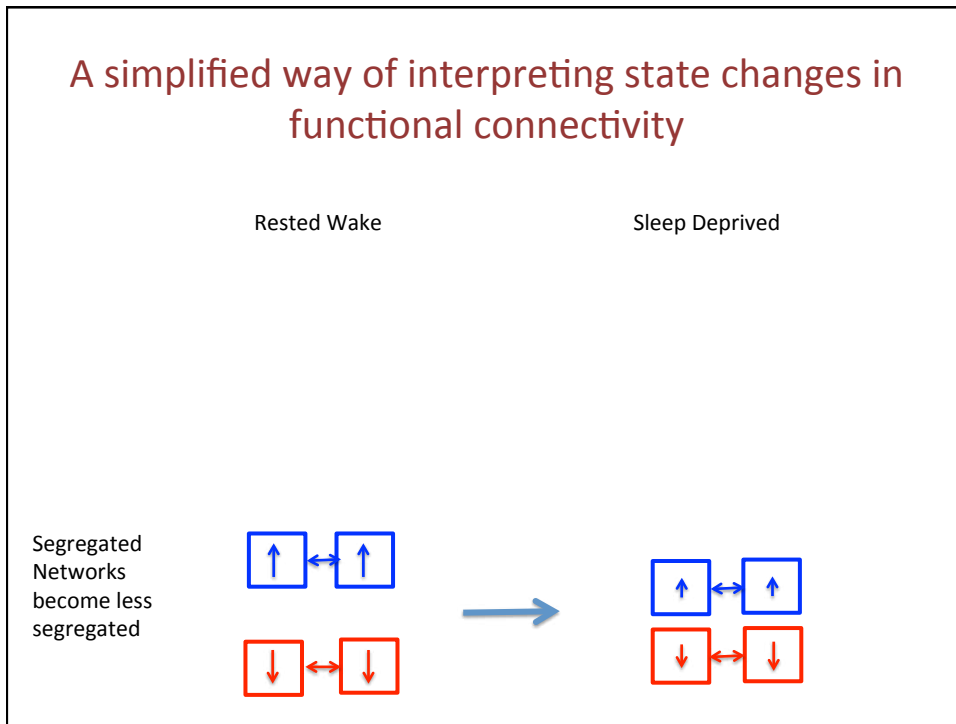 A simplified way of interpreting state changes in
functional connectivity
Rested Wake
Sleep Deprived
Segregated
Networks
become less
segregated